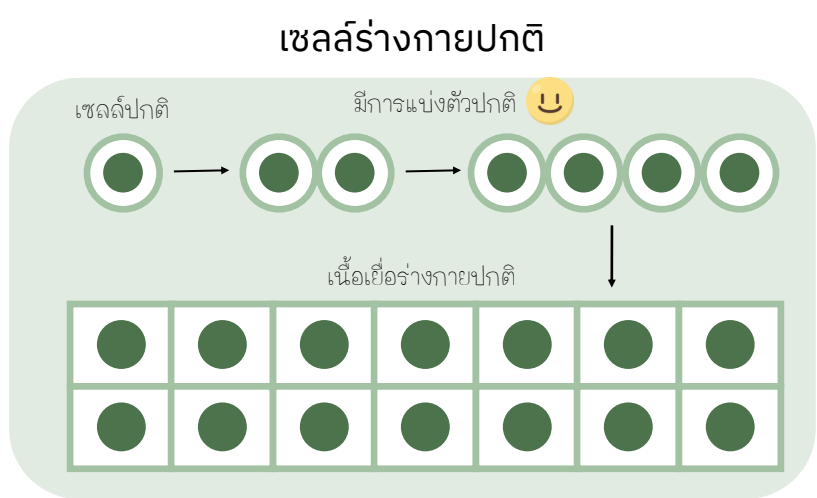 เซลล์ร่างกายปกติ
เซลล์ปกติ
มีการแบ่งตัวปกติ
เนื้อเยื่อร่างกายปกติ